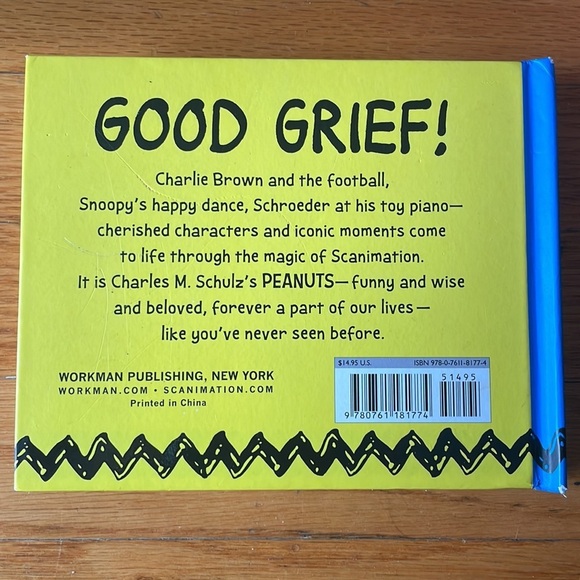 GOOD GRIEF!
Charlie Brown and the football,
Snoopy's happy dance, Schroeder at his toy piano—
cherished characters and iconic moments come
to life through the magic of Scanimation.
It is Charles M. Schulz's PEANUTS—funny and wise
and beloved, forever a part of our lives—
like you've never seen before.
WORKMAN PUBLISHING, NEW YORK
WORKMAN.COM • SCANIMATION.COM
Printed in China
$14.95 U.S. ISBN 978-0-7611-8177-4
51495
9 780761 181774